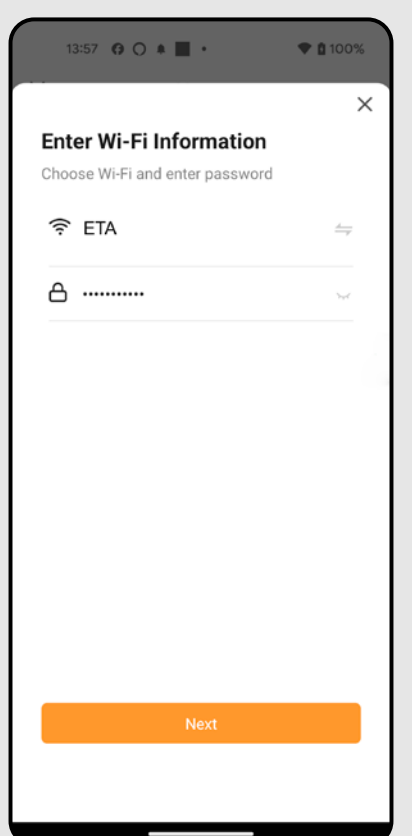 13:57 100%
Enter Wi-Fi Information
Choose Wi-Fi and enter password
ETA
•••••••••••
Next